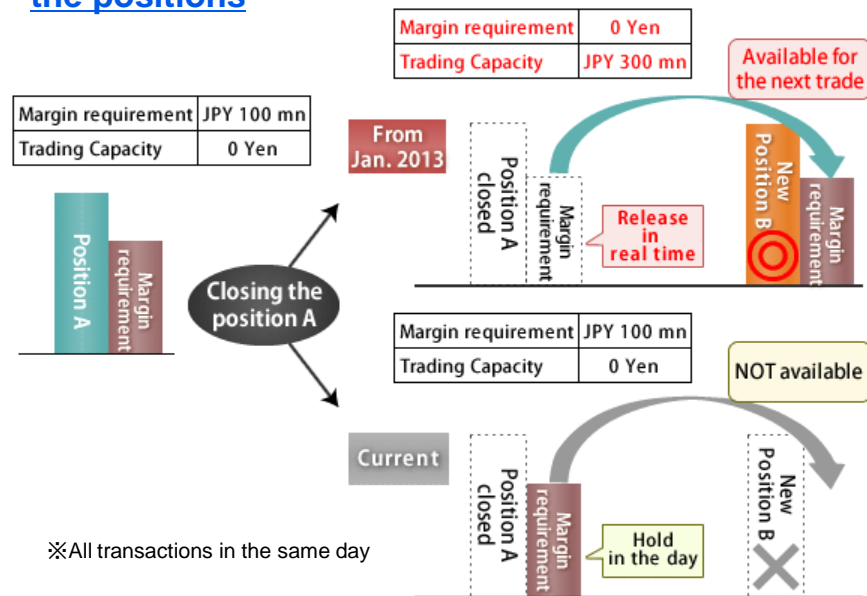 the positions
Margin requirement 0 Yen
Trading Capacity JPY 300 mn
Available for
the next trade
Margin requirement JPY 100 mn
Trading Capacity 0 Yen
From
Jan. 2013
Position A
closed
Margin
requirement
Release
in
real time
New
Position B
Margin
requirement
Position A
Margin
requirement
Closing the
position A
Margin requirement JPY 100 mn
Trading Capacity 0 Yen
NOT available
Current
Position A
closed
Margin
requirement
Hold
in the day
New
Position B
※All transactions in the same day